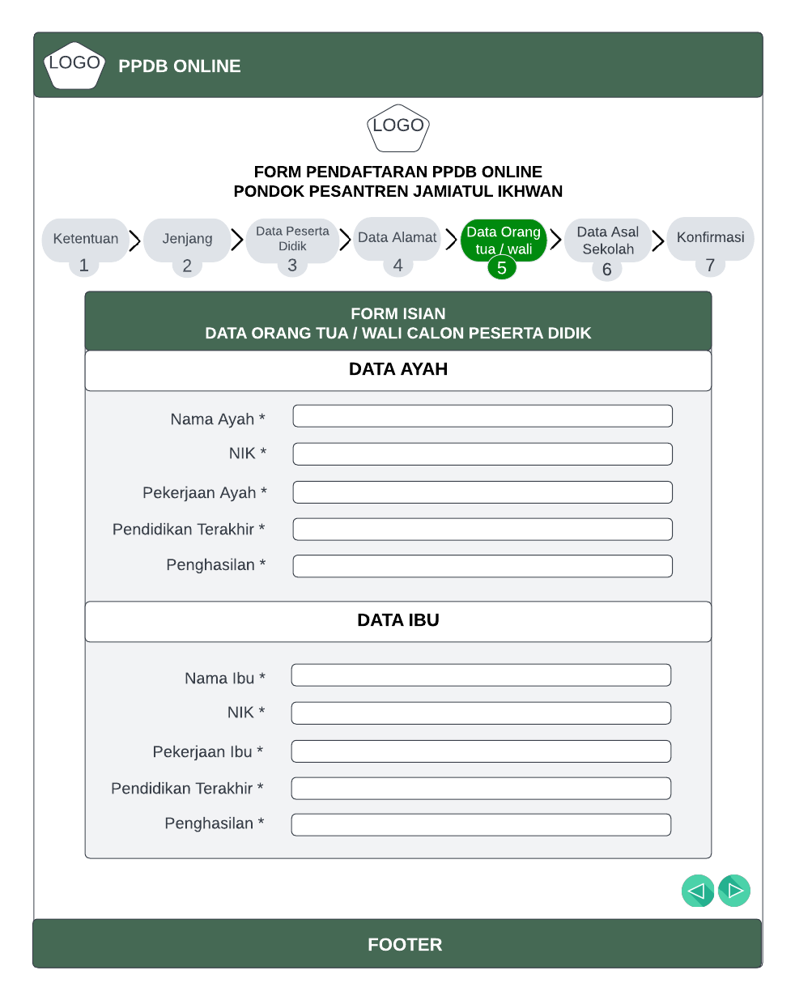 LOGO PPDB ONLINE
LOGO
FORM PENDAFTARAN PPDB ONLINE
PONDOK PESANTREN JAMIATUL IKHWAN
Ketentuan
1
Jenjang
2
Data Peserta
Didik
3
Data Alamat
4
Data Orang
tua / wali
5
Data Asal
Sekolah
6
Konfirmasi
7
FORM ISIAN
DATA ORANG TUA / WALI CALON PESERTA DIDIK
DATA AYAH
Nama Ayah *
NIK *
Pekerjaan Ayah *
Pendidikan Terakhir *
Penghasilan *
DATA IBU
Nama Ibu *
NIK *
Pekerjaan Ibu *
Pendidikan Terakhir *
Penghasilan *
FOOTER